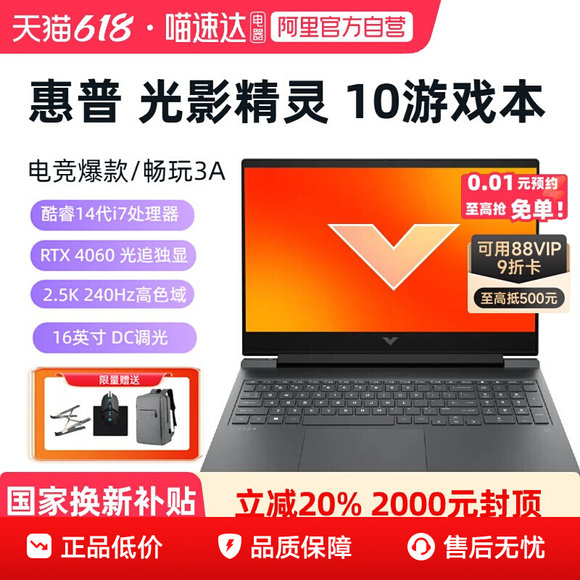 天猫618·喵速达电器 阿里官方自营
惠普 光影精灵 10游戏本
电竞爆款/畅玩3A
酷睿14代i7处理器
RTX 4060 光追独显
2.5K 240Hz高色域
16英寸 DC调光
0.01元预约
至高抢 免单!
可用88VIP
9折卡
至高抵500元
限量赠送
国家换新补贴
立减20% 2000元封顶
正品低价
品质保障
售后无忧